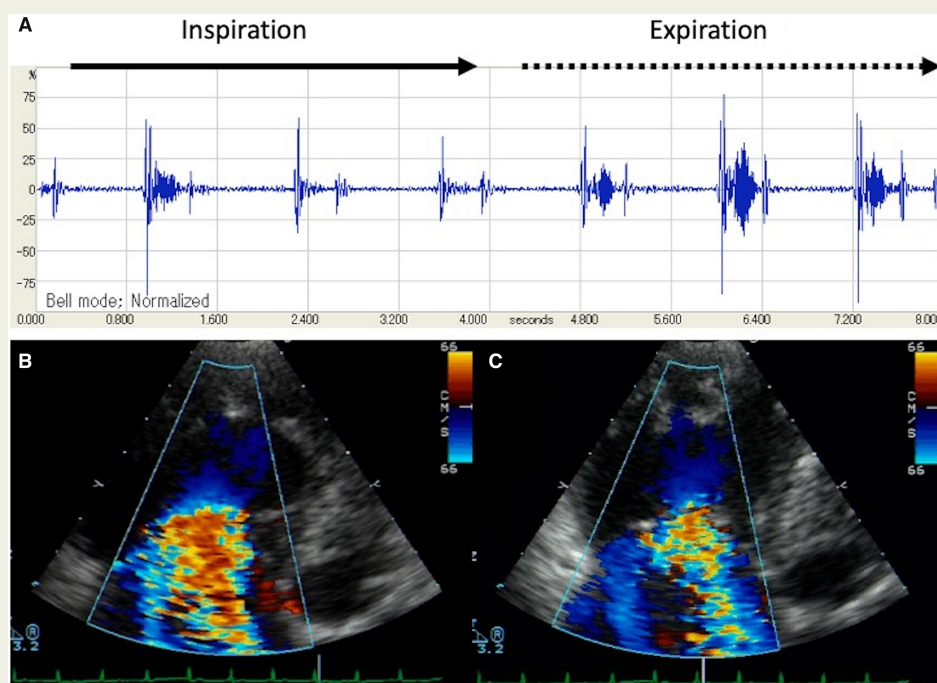 A
Inspiration
Expiration
%
75
50
25
0
-25
-50
-75
Bell mode; Normalized
0.000 0.800 1.600 2.400 3.200 4.000 seconds 4.800 5.600 6.400 7.200 8.000
B
66
CM/S
66
V
V
®
3.2
C
66
CM/S
66
V
V
®
3.2